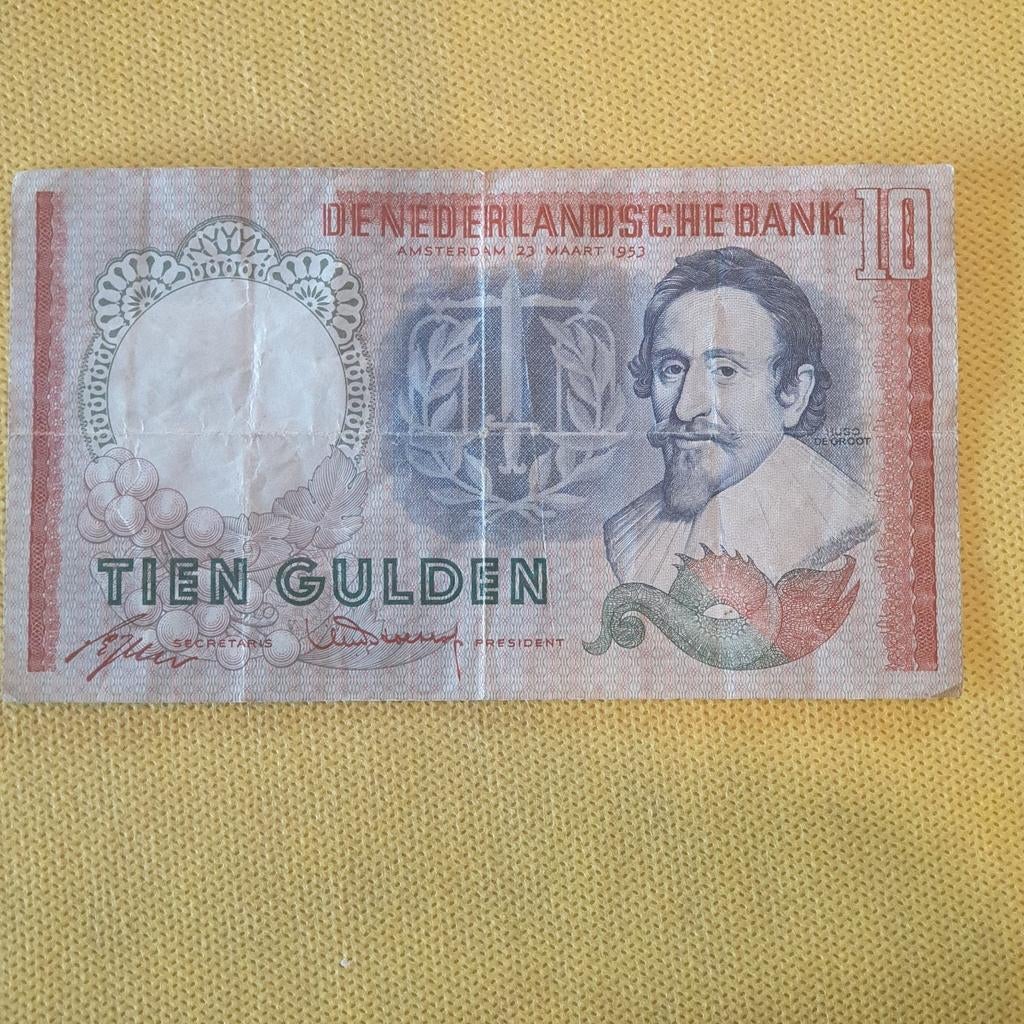 DE NEDERLANDSCHE BANK 10
AMSTERDAM 23 MAART 1953
HUGO
DE GROOT
TIEN GULDEN
SECRETARIS PRESIDENT